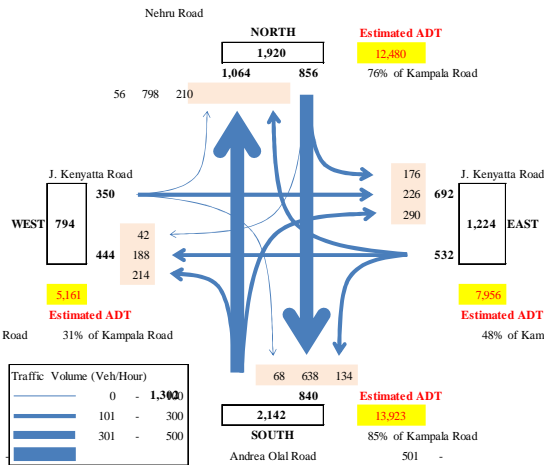 Nehru Road
NORTH Estimated ADT
1,920 12,480
1,064 856 76% of Kampala Road
56 798 210
J. Kenyatta Road 176 J. Kenyatta Road
350 226 692
WEST 794 290 1,224 EAST
42
444 188 532
214
5,161 7,956
Estimated ADT Estimated ADT
Road 31% of Kampala Road 48% of Kam
Traffic Volume (Veh/Hour) 68 638 134
0 - 1,302 840 Estimated ADT
101 - 300 2,142 13,923
301 - 500 SOUTH 85% of Kampala Road
- Andrea Olal Road 501 -